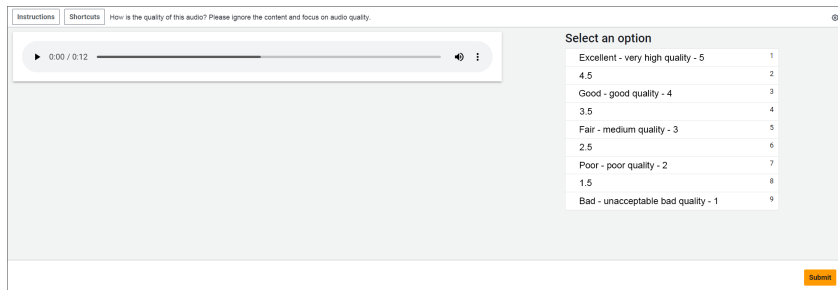 Instructions Shortcuts How is the quality of this audio? Please ignore the content and focus on audio quality.
0:00 / 0:12
Select an option
Excellent - very high quality - 5 1
4.5 2
Good - good quality - 4 3
3.5 4
Fair - medium quality - 3 5
2.5 6
Poor - poor quality - 2 7
1.5 8
Bad - unacceptable bad quality - 1 9
Submit